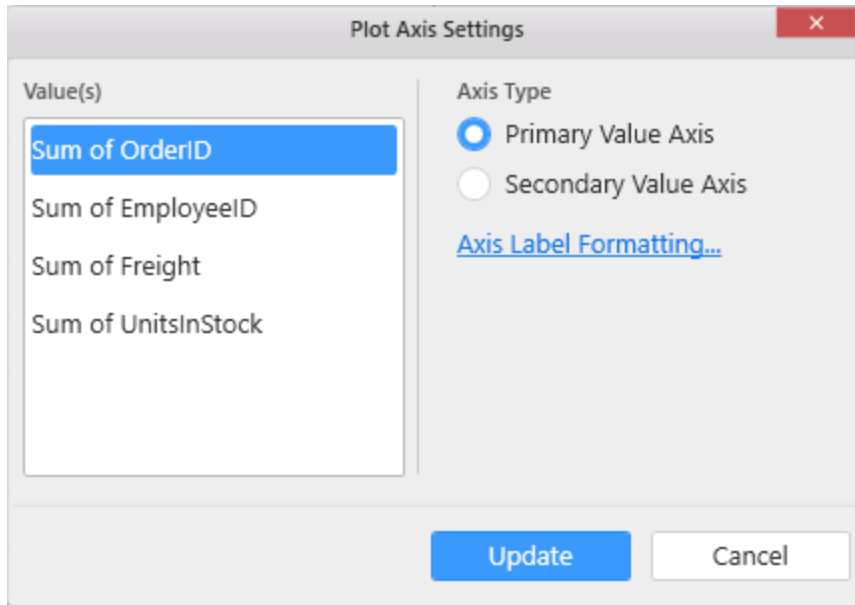 Plot Axis Settings
Value(s)
Sum of OrderID
Sum of EmployeeID
Sum of Freight
Sum of UnitsInStock
Axis Type
Primary Value Axis
Secondary Value Axis
Axis Label Formatting...
Update
Cancel